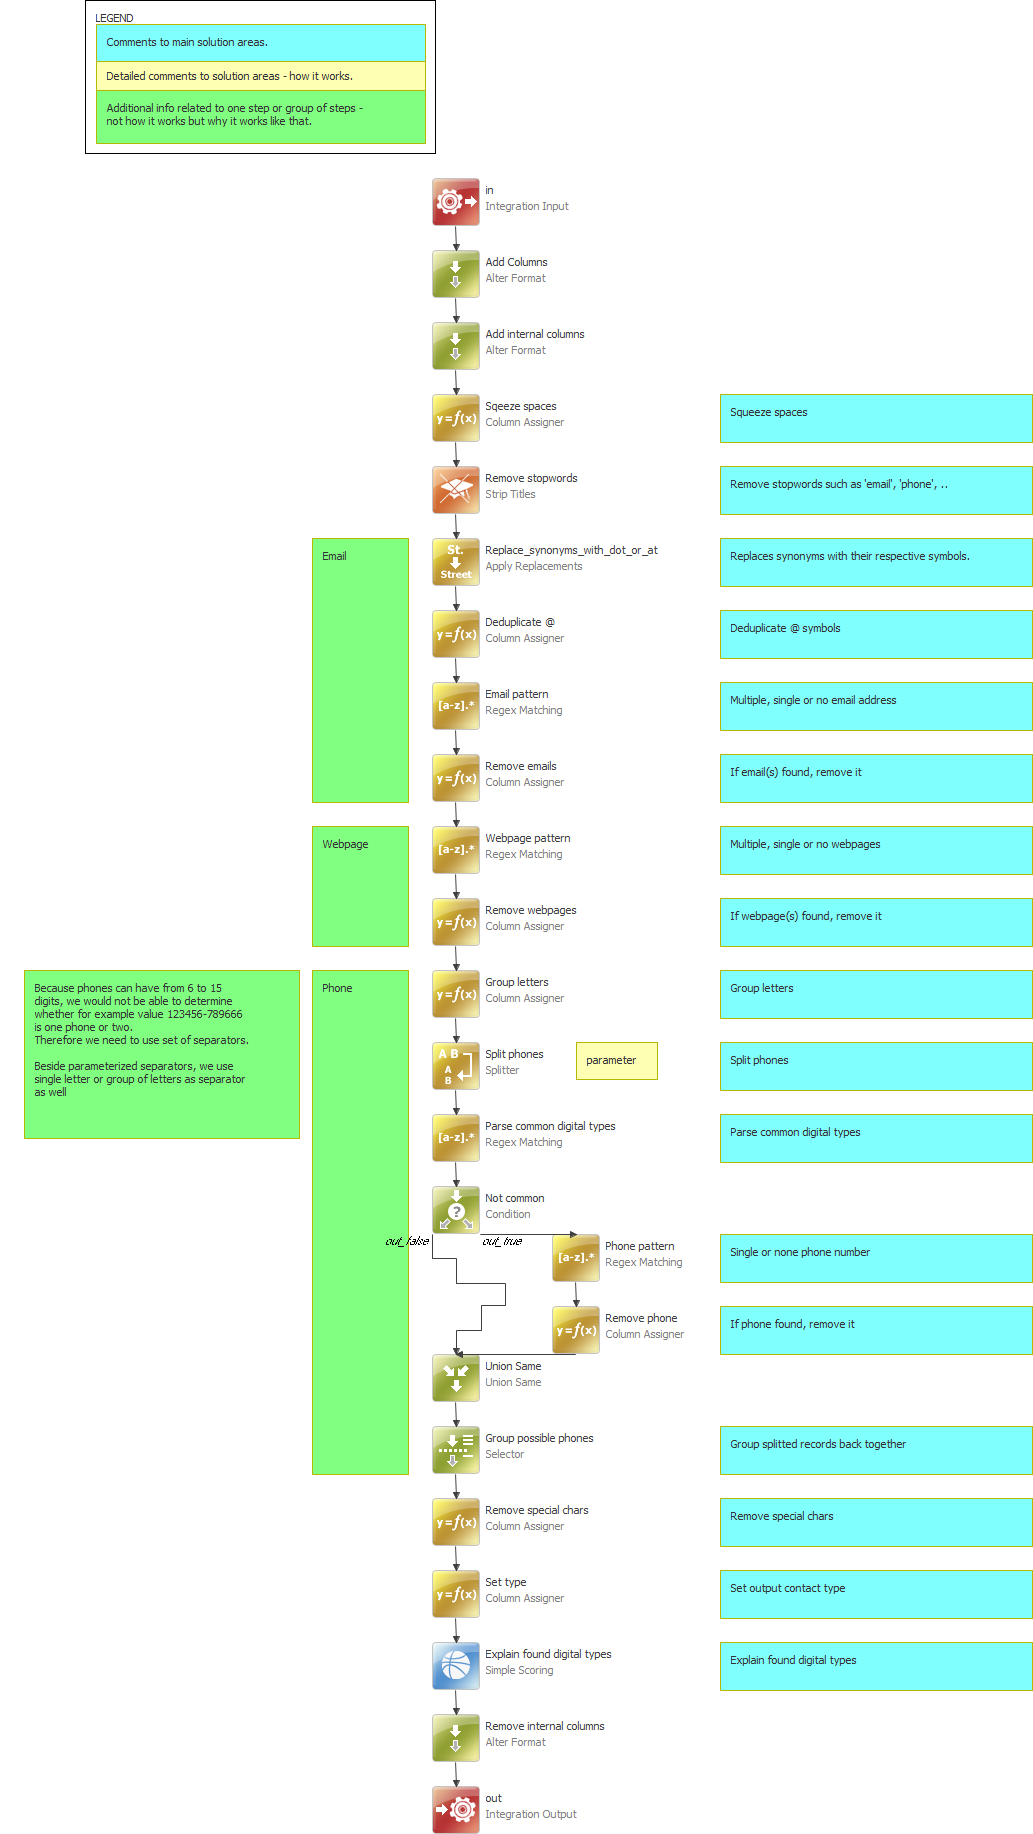 LEGEND
Comments to main solution areas.
Detailed comments to solution areas - how it works.
Additional info related to one step or group of steps -
not how it works but why it works like that.
in
Integration Input
Add Columns
Alter Format
Add internal columns
Alter Format
Sqeeze spaces
Column Assigner
Squeeze spaces
Remove stopwords
Strip Titles
Remove stopwords such as 'email', 'phone', ..
Email
St.
Street
Replace_synonyms_with_dot_or_at
Apply Replacements
Replaces synonyms with their respective symbols.
y=f(x)
Deduplicate @
Column Assigner
Deduplicate @ symbols
[a-z].*
Email pattern
Regex Matching
Multiple, single or no email address
y=f(x)
Remove emails
Column Assigner
If email(s) found, remove it
Webpage
[a-z].*
Webpage pattern
Regex Matching
Multiple, single or no webpages
y=f(x)
Remove webpages
Column Assigner
If webpage(s) found, remove it
Because phones can have from 6 to 15
digits, we would not be able to determine
whether for example value 123456-789666
is one phone or two.
Therefore we need to use set of separators.
Beside parameterized separators, we use
single letter or group of letters as separator
as well
Phone
y=f(x)
Group letters
Column Assigner
Group letters
A B
A
B
Split phones
Splitter
parameter
Split phones
[a-z].*
Parse common digital types
Regex Matching
Parse common digital types
?
Not common
Condition
out_false
out_true
[a-z].*
Phone pattern
Regex Matching
Single or none phone number
y=f(x)
Remove phone
Column Assigner
If phone found, remove it
Union Same
Union Same
Group possible phones
Selector
Group splitted records back together
y=f(x)
Remove special chars
Column Assigner
Remove special chars
y=f(x)
Set type
Column Assigner
Set output contact type
Explain found digital types
Simple Scoring
Explain found digital types
Remove internal columns
Alter Format
out
Integration Output